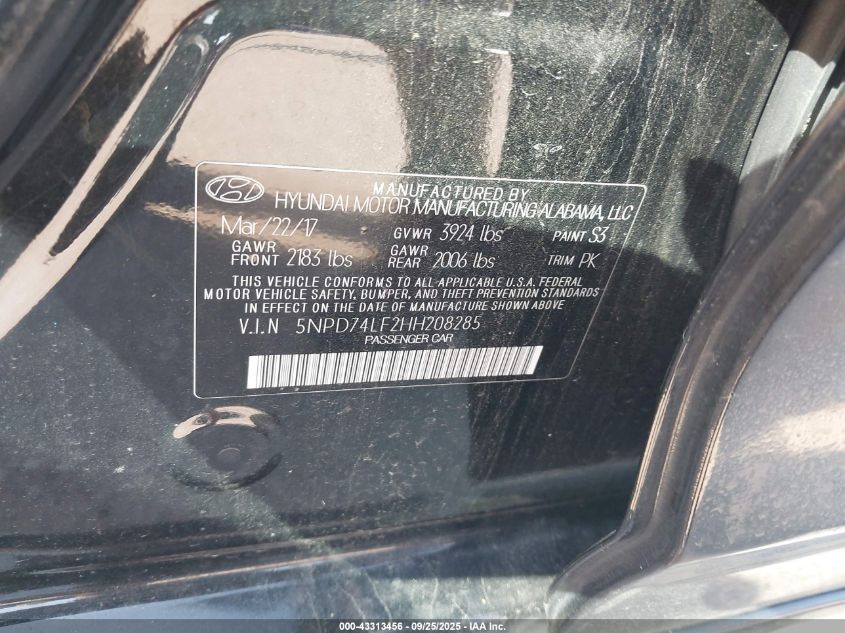 MANUFACTURED BY
HYUNDAI MOTOR MANUFACTURING ALABAMA, LLC
Mar/22/17 GVWR 3924 lbs PAINT S3
GAWR FRONT 2183 lbs GAWR REAR 2006 lbs TRIM PK
THIS VEHICLE CONFORMS TO ALL APPLICABLE U.S.A. FEDERAL
MOTOR VEHICLE SAFETY, BUMPER, AND THEFT PREVENTION STANDARDS
IN EFFECT ON THE DATE OF MANUFACTURE SHOWN ABOVE
V.I.N 5NPD74LF2HH208285
PASSENGER CAR
000-43313456 - 09/25/2025 - IAA Inc.